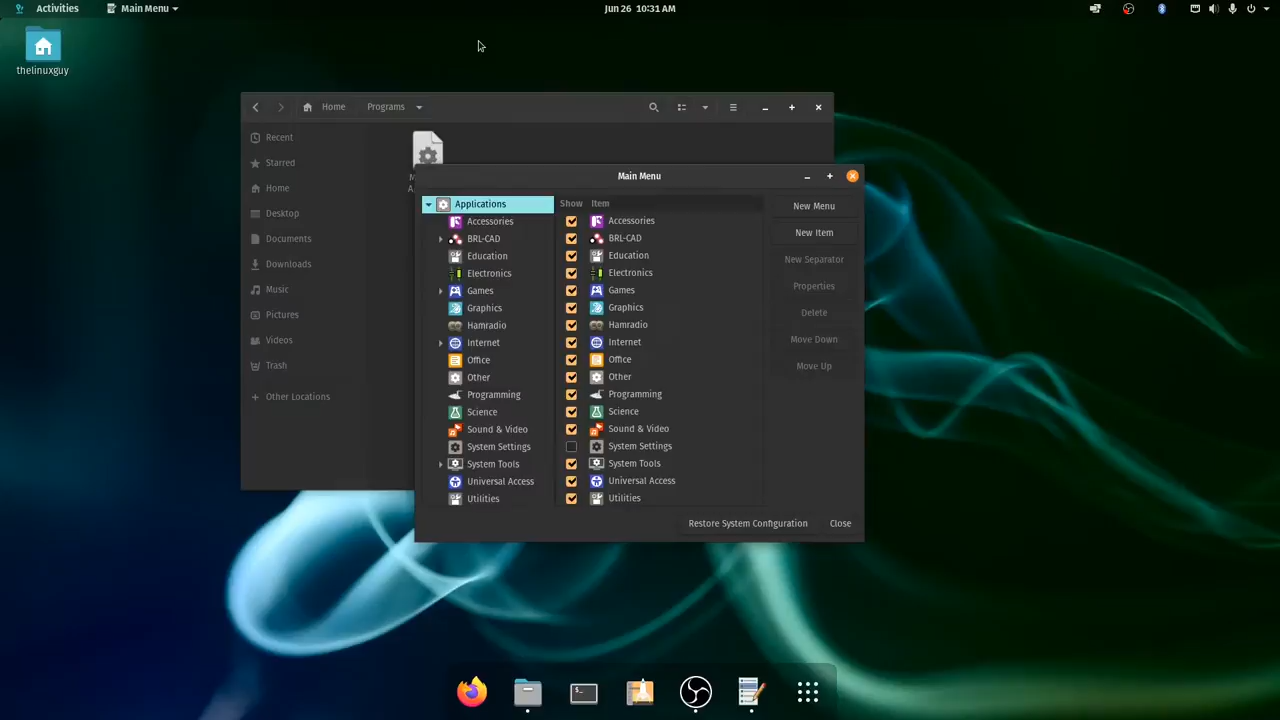 Activities
Main Menu
Jun 26 10:31 AM
thelinuxguy
Home
Programs
Recent
Starred
Home
Desktop
Documents
Downloads
Music
Pictures
Videos
Trash
Other Locations
Main Menu
Applications
Accessories
BRL-CAD
Education
Electronics
Games
Graphics
Hamradio
Internet
Office
Other
Programming
Science
Sound & Video
System Settings
System Tools
Universal Access
Utilities
Show Item
Accessories
BRL-CAD
Education
Electronics
Games
Graphics
Hamradio
Internet
Office
Other
Programming
Science
Sound & Video
System Settings
System Tools
Universal Access
Utilities
New Menu
New Item
New Separator
Properties
Delete
Move Down
Move Up
Restore System Configuration
Close